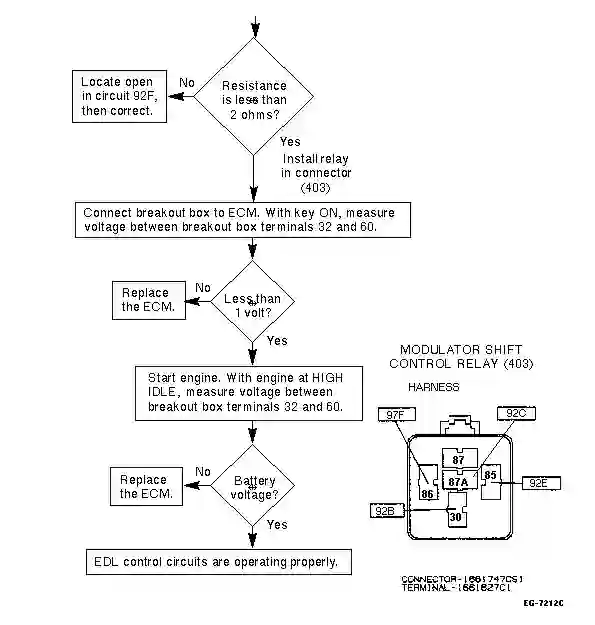 Resistance
is less than
2 ohms?
No
Locate open
in circuit 92F,
then correct.
Yes
Install relay
in connector
(403)
Connect breakout box to ECM. With key ON, measure
voltage between breakout box terminals 32 and 60.
Less than
1 volt?
No
Replace
the ECM.
Yes
Start engine. With engine at HIGH
IDLE, measure voltage between
breakout box terminals 32 and 60.
Battery
voltage?
No
Replace
the ECM.
Yes
EDL control circuits are operating properly.
MODULATOR SHIFT
CONTROL RELAY (403)
HARNESS
97F
92C
87
85
87A
86
92E
92B
30
CONNECTOR-1661747CS1
TERMINAL-1661827C1
EG-7212C